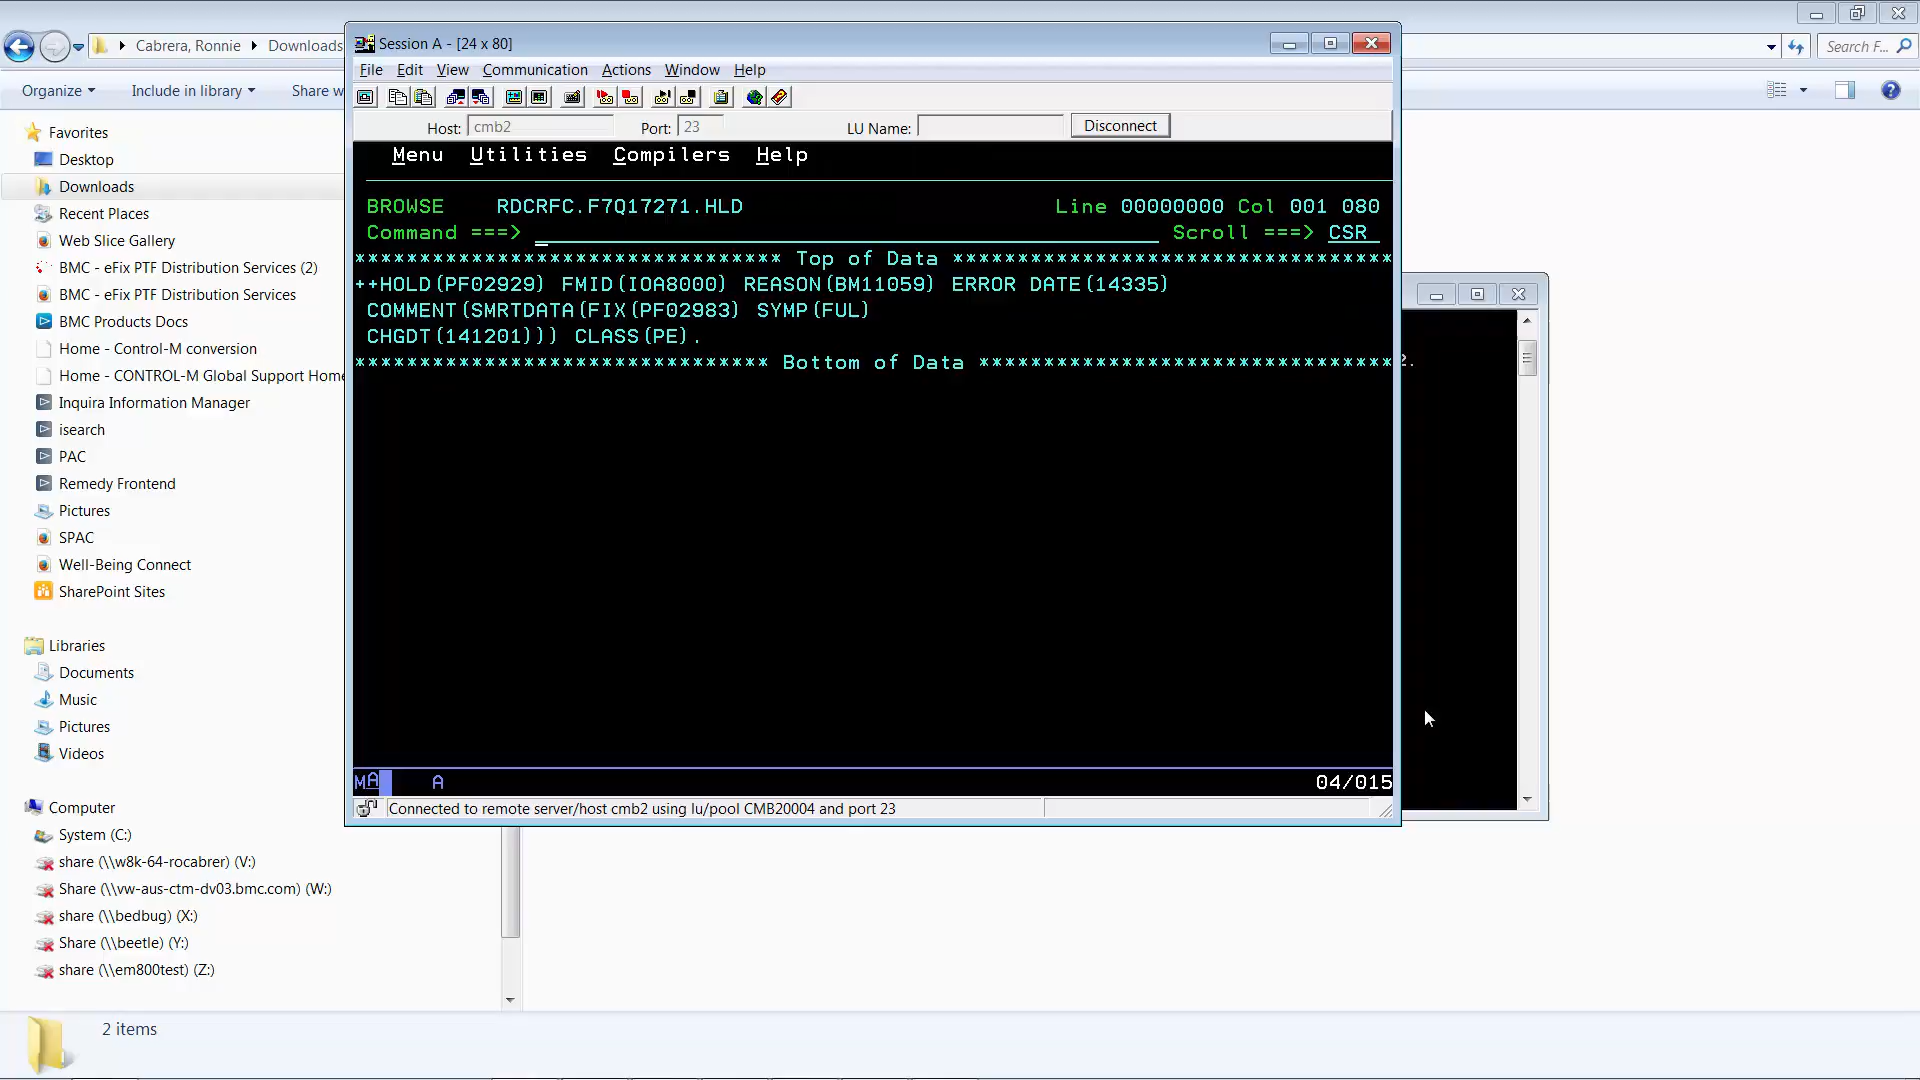 Cabrera, Ronnie
Downloads
Search F...
Organize
Include in library
Share w
Favorites
Desktop
Downloads
Recent Places
Web Slice Gallery
BMC - eFix PTF Distribution Services (2)
BMC - eFix PTF Distribution Services
BMC Products Docs
Home - Control-M conversion
Home - CONTROL-M Global Support Home
Inquira Information Manager
isearch
PAC
Remedy Frontend
Pictures
SPAC
Well-Being Connect
SharePoint Sites
Libraries
Documents
Music
Pictures
Videos
Computer
System (C:)
share (\\w8k-64-rocabrer) (V:)
Share (\\vw-aus-ctm-dv03.bmc.com) (W:)
share (\\bedbug) (X:)
Share (\\beetle) (Y:)
share (\\em800test) (Z:)
2 items
Session A - [24 x 80]
File Edit View Communication Actions Window Help
Host: cmb2 Port: 23 LU Name: Disconnect
Menu Utilities Compilers Help
BROWSE RDCRFC.F7Q17271.HLD Line 00000000 Col 001 080
Command ===> Scroll ===> CSR
********************************* Top of Data **********************************
++HOLD(PF02929) FMID(IOA8000) REASON(BM11059) ERROR DATE(14335)
COMMENT(SMRTDATA(FIX(PF02983) SYMP(FUL)
CHGDT(141201))) CLASS(PE).
******************************** Bottom of Data ********************************
2.
MA A 04/015
Connected to remote server/host cmb2 using lu/pool CMB20004 and port 23